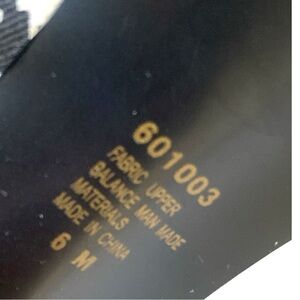 601003
FABRIC UPPER
BALANCE MAN MADE
MATERIALS
MADE IN CHINA
6 M